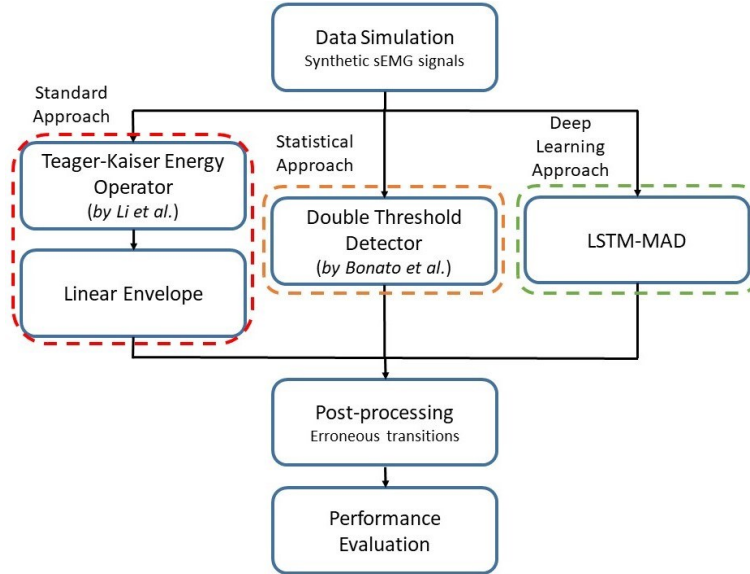 Data Simulation
Synthetic sEMG signals
Standard
Approach
Teager-Kaiser Energy
Operator
(by Li et al.)
Linear Envelope
Statistical
Approach
Double Threshold
Detector
(by Bonato et al.)
Deep
Learning
Approach
LSTM-MAD
Post-processing
Erroneous transitions
Performance
Evaluation